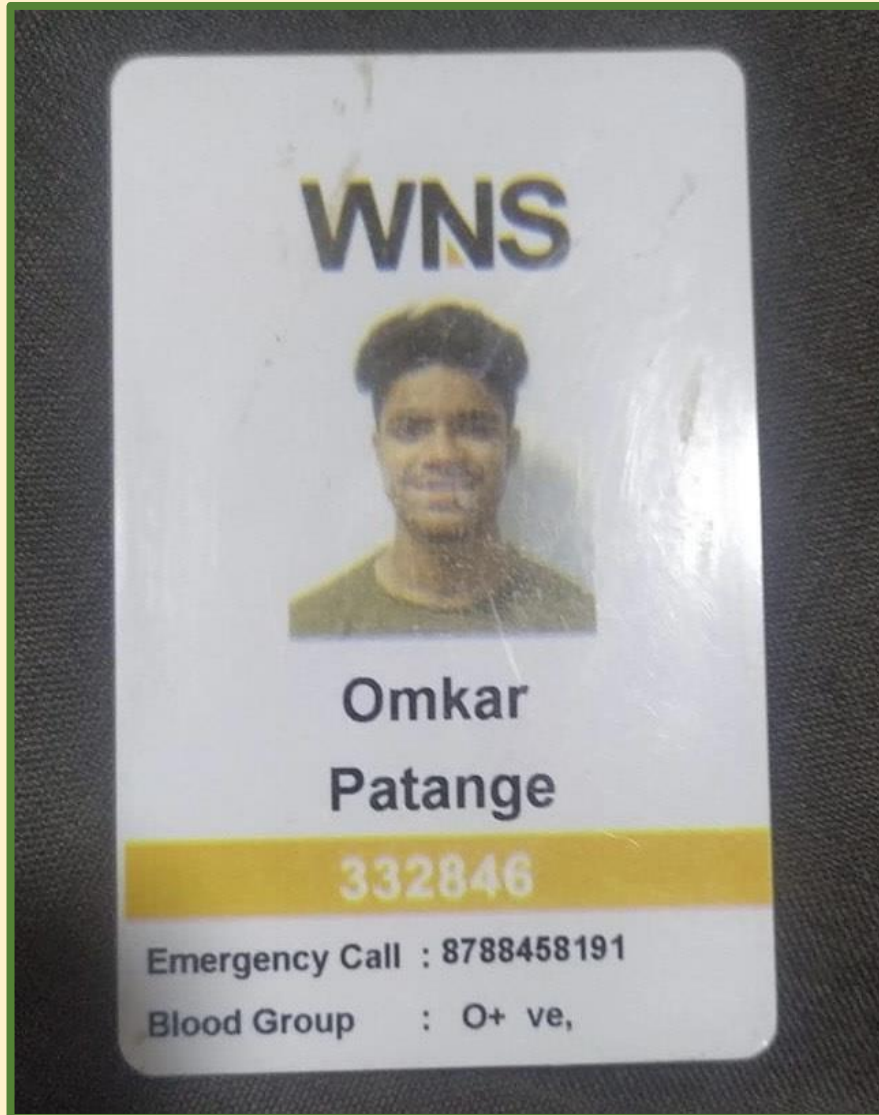 WNS
Omkar
Patange
332846
Emergency Call : 8788458191
Blood Group : O+ ve,